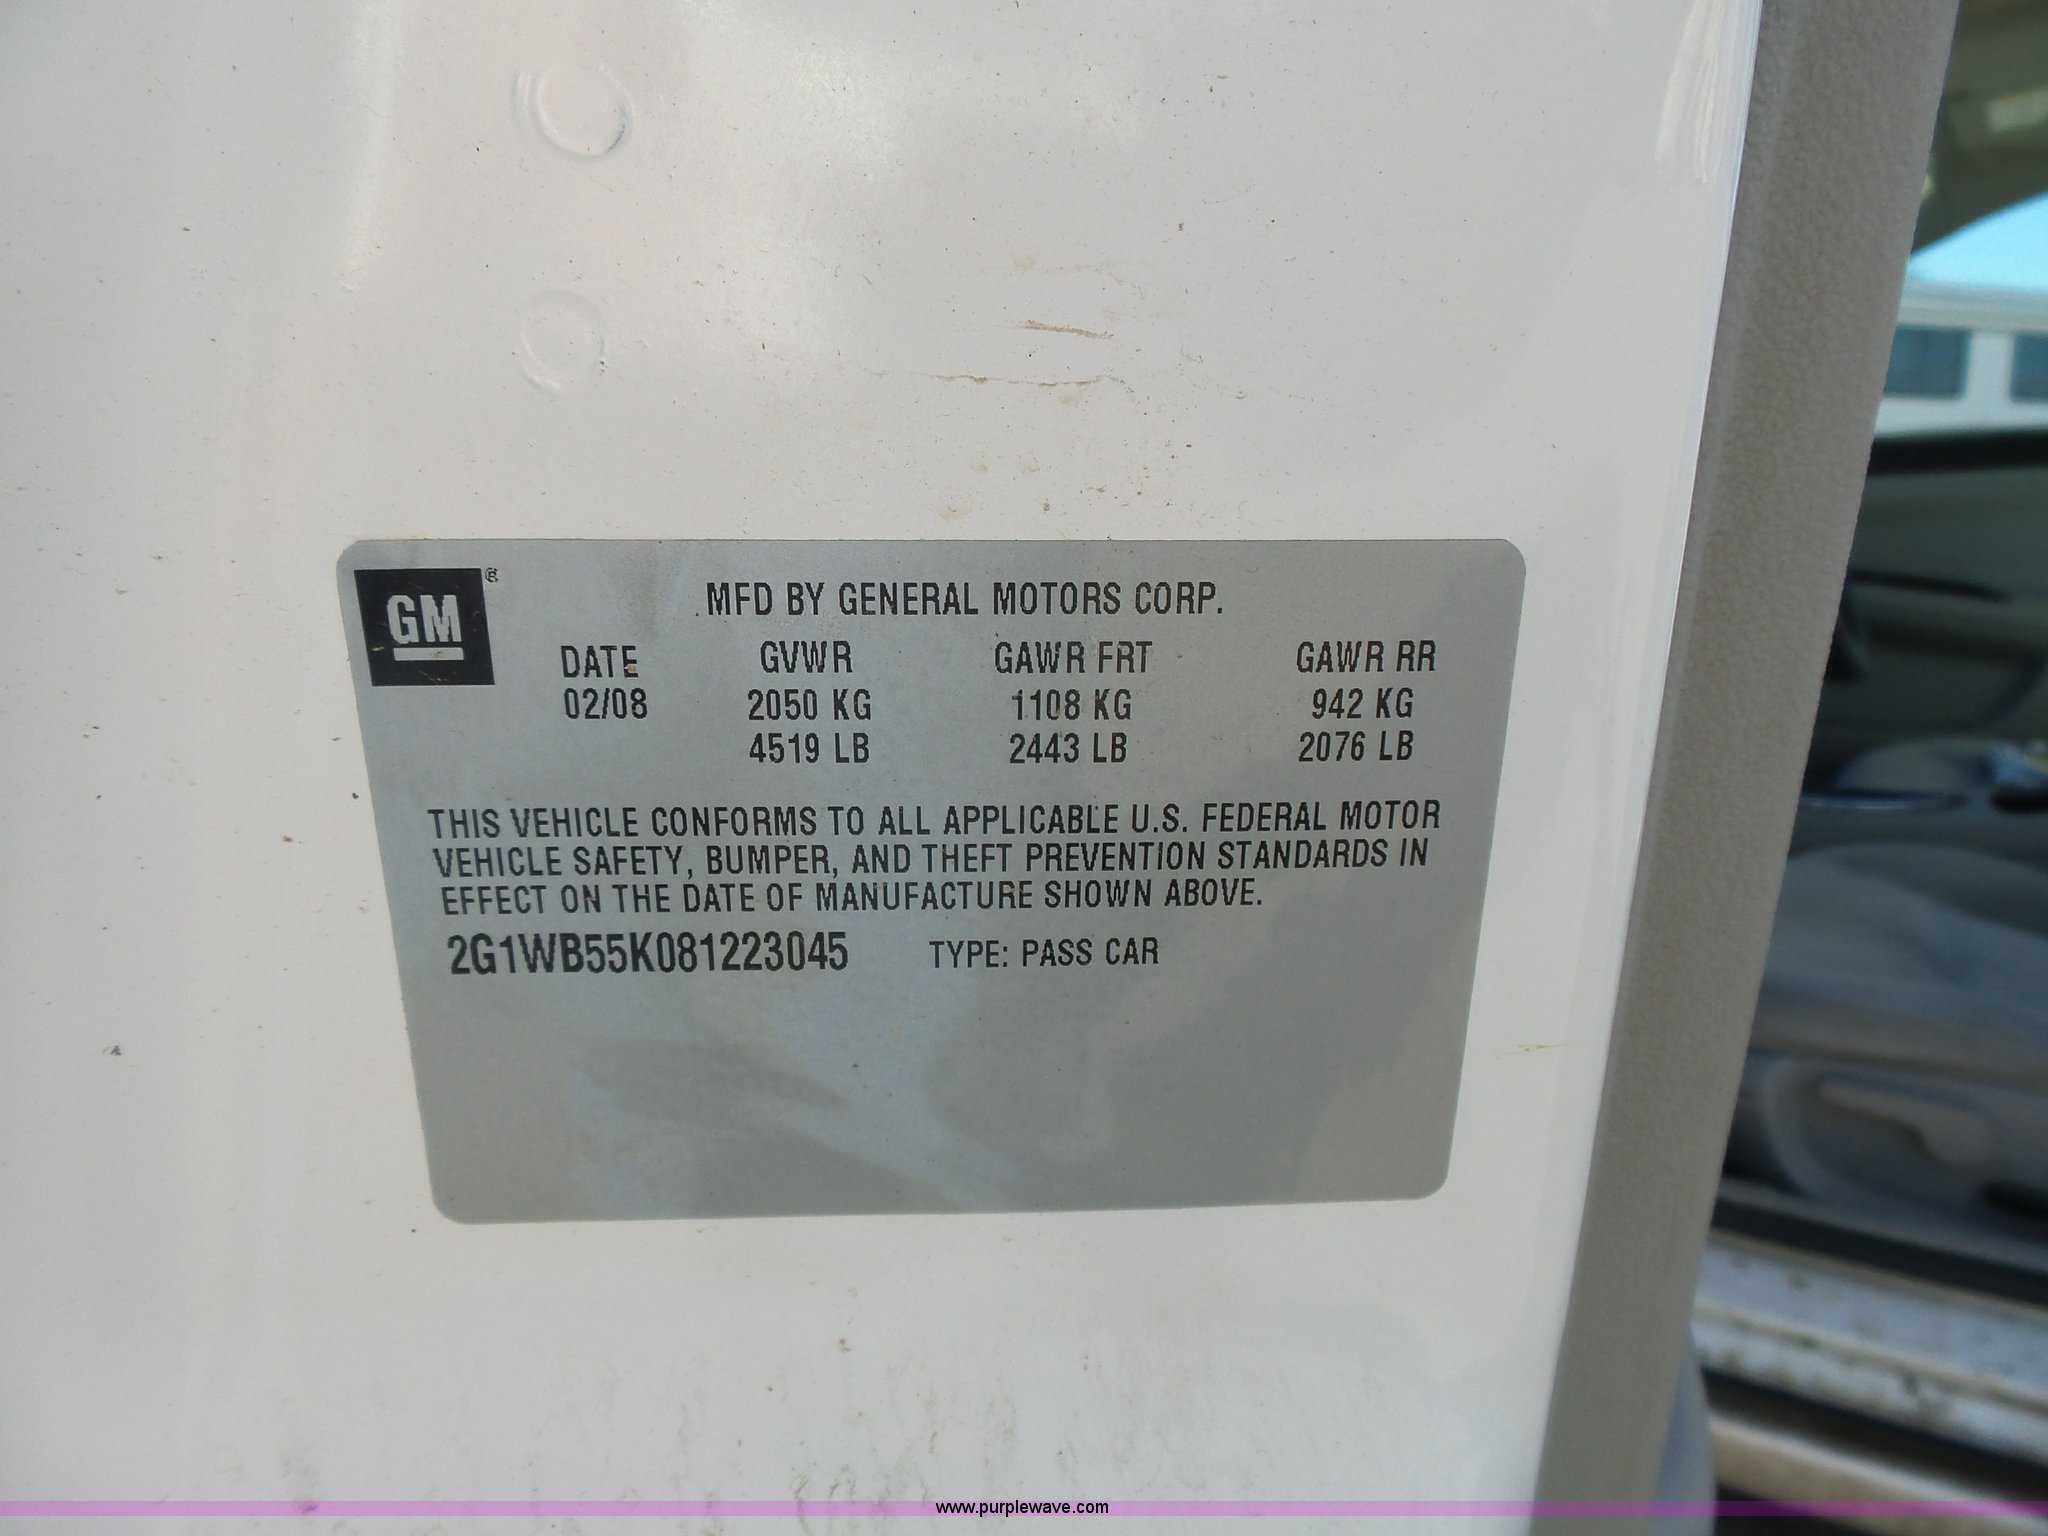 GM ®
MFD BY GENERAL MOTORS CORP.
DATE GVWR GAWR FRT GAWR RR
02/08 2050 KG 1108 KG 942 KG
4519 LB 2443 LB 2076 LB
THIS VEHICLE CONFORMS TO ALL APPLICABLE U.S. FEDERAL MOTOR
VEHICLE SAFETY, BUMPER, AND THEFT PREVENTION STANDARDS IN
EFFECT ON THE DATE OF MANUFACTURE SHOWN ABOVE.
2G1WB55K081223045 TYPE: PASS CAR
www.purplewave.com